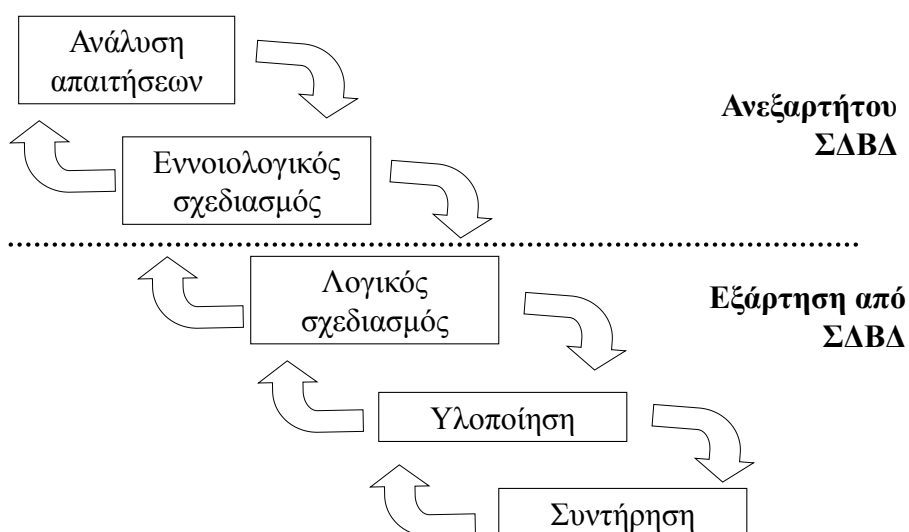 Ανάλυση
απαιτήσεων
Ανεξαρτήτου
ΣΔΒΔ
Εννοιολογικός
σχεδιασμός
Λογικός
σχεδιασμός
Εξάρτηση από
ΣΔΒΔ
Υλοποίηση
Συντήρηση